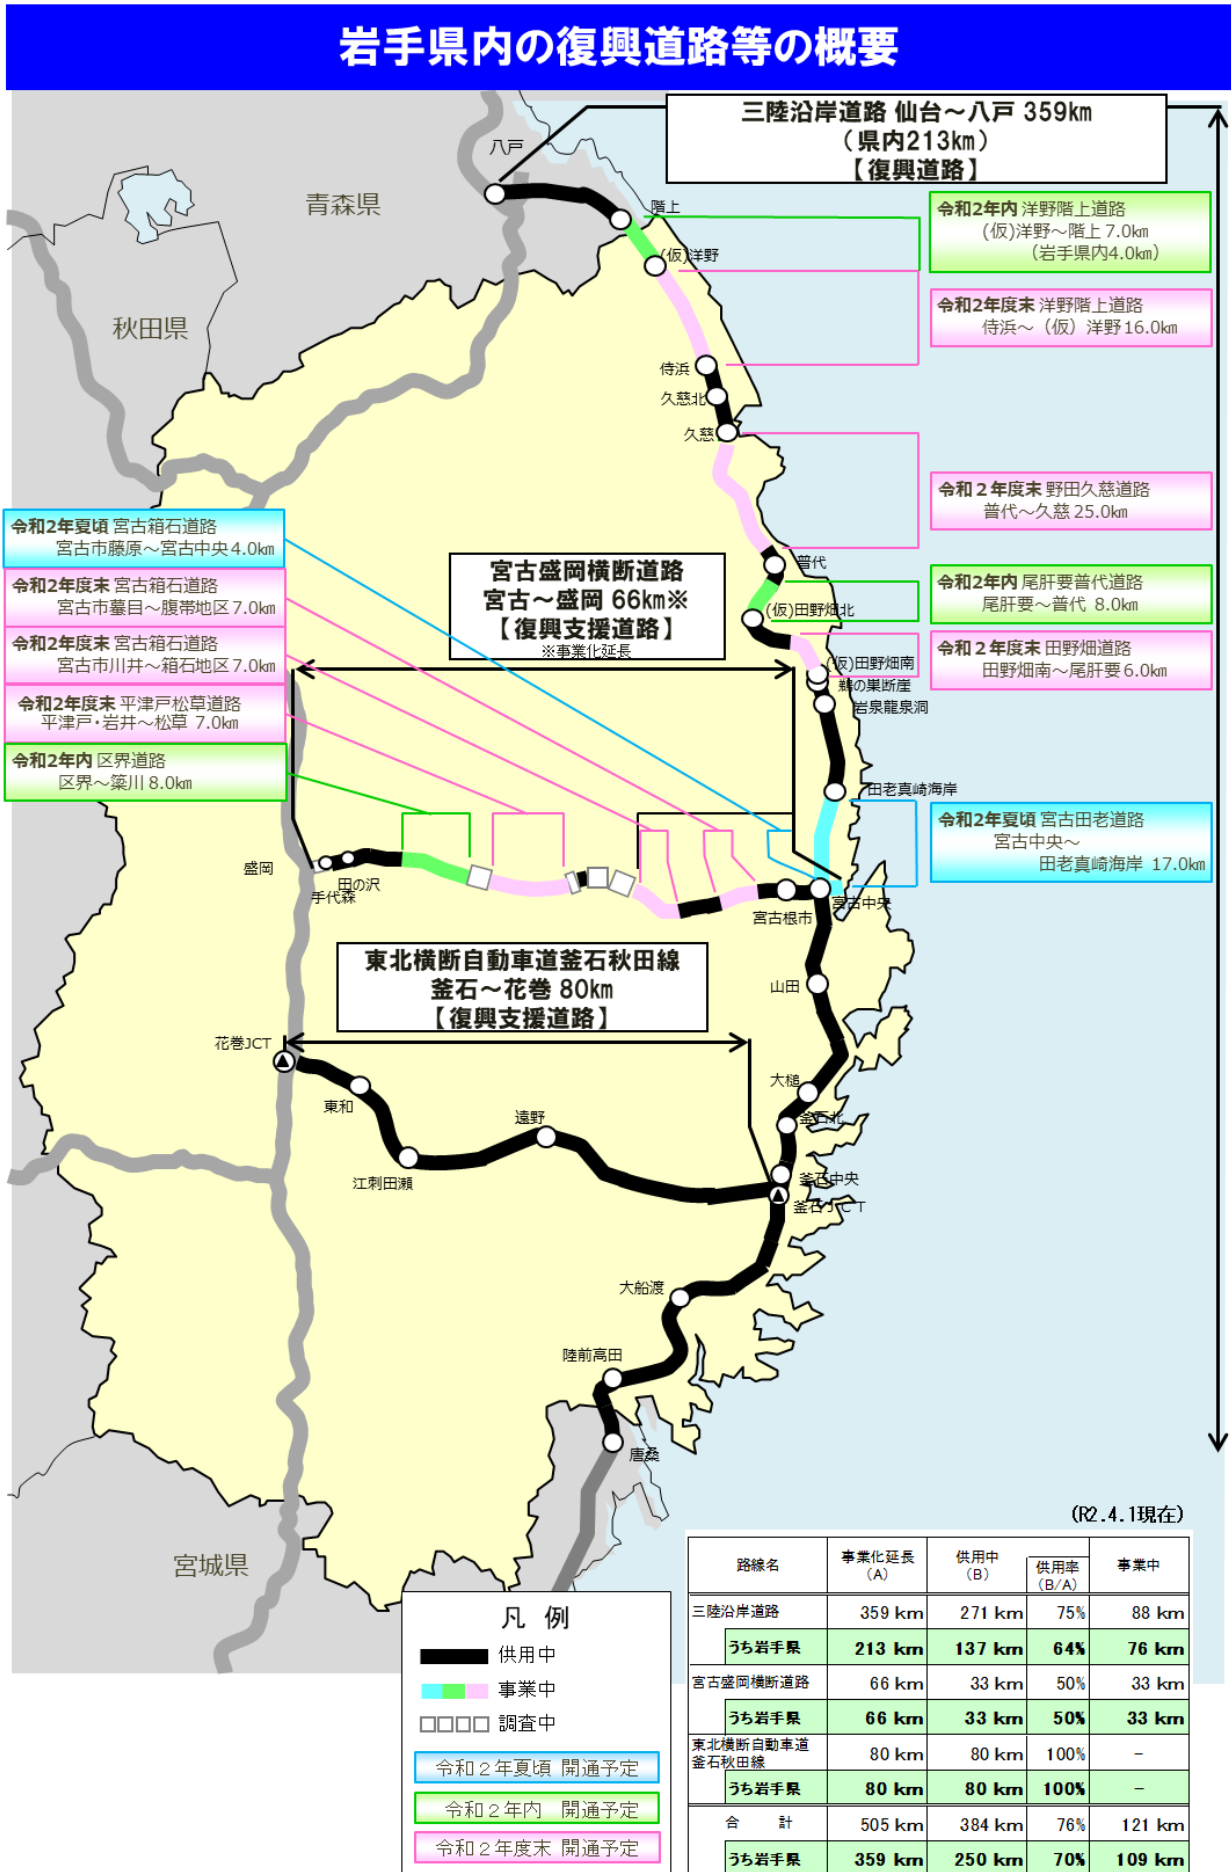 岩手県内の復興道路等の概要
三陸沿岸道路 仙台～八戸 359km
（県内213km）
【復興道路】
八戸
青森県
階上
(仮)洋野
令和2年内 洋野階上道路
(仮)洋野～階上 7.0km
（岩手県内4.0km）
秋田県
令和2年度末 洋野階上道路
侍浜～（仮）洋野 16.0km
侍浜
久慈北
久慈
令和２年度末 野田久慈道路
普代～久慈 25.0km
令和2年夏頃 宮古箱石道路
宮古市藤原～宮古中央 4.0km
令和2年度末 宮古箱石道路
宮古市蟇目～腹帯地区 7.0km
令和2年度末 宮古箱石道路
宮古市川井～箱石地区 7.0km
令和2年度末 平津戸松草道路
平津戸・岩井～松草 7.0km
令和2年内 区界道路
区界～簗川 8.0km
宮古盛岡横断道路
宮古～盛岡 66km※
【復興支援道路】
※事業化延長
普代
令和2年内 尾肝要普代道路
尾肝要～普代 8.0km
(仮)田野畑北
令和２年度末 田野畑道路
田野畑南～尾肝要 6.0km
(仮)田野畑南
鵜の巣断崖
岩泉龍泉洞
田老真崎海岸
令和2年夏頃 宮古田老道路
宮古中央～
田老真崎海岸 17.0km
盛岡
田の沢
手代森
宮古中央
宮古根市
東北横断自動車道釜石秋田線
釜石～花巻 80km
【復興支援道路】
山田
花巻JCT
大槌
東和
遠野
釜石北
江刺田瀬
釜石中央
釜石ＪＣＴ
大船渡
陸前高田
唐桑
宮城県
(R2.4.1現在)
凡 例
供用中
事業中
調査中
令和２年夏頃 開通予定
令和２年内 開通予定
令和２年度末 開通予定
路線名 事業化延長（A） 供用中（B） 供用率（B/A） 事業中
三陸沿岸道路 359 km 271 km 75% 88 km
うち岩手県 213 km 137 km 64% 76 km
宮古盛岡横断道路 66 km 33 km 50% 33 km
うち岩手県 66 km 33 km 50% 33 km
東北横断自動車道釜石秋田線 80 km 80 km 100% －
うち岩手県 80 km 80 km 100% －
合 計 505 km 384 km 76% 121 km
うち岩手県 359 km 250 km 70% 109 km